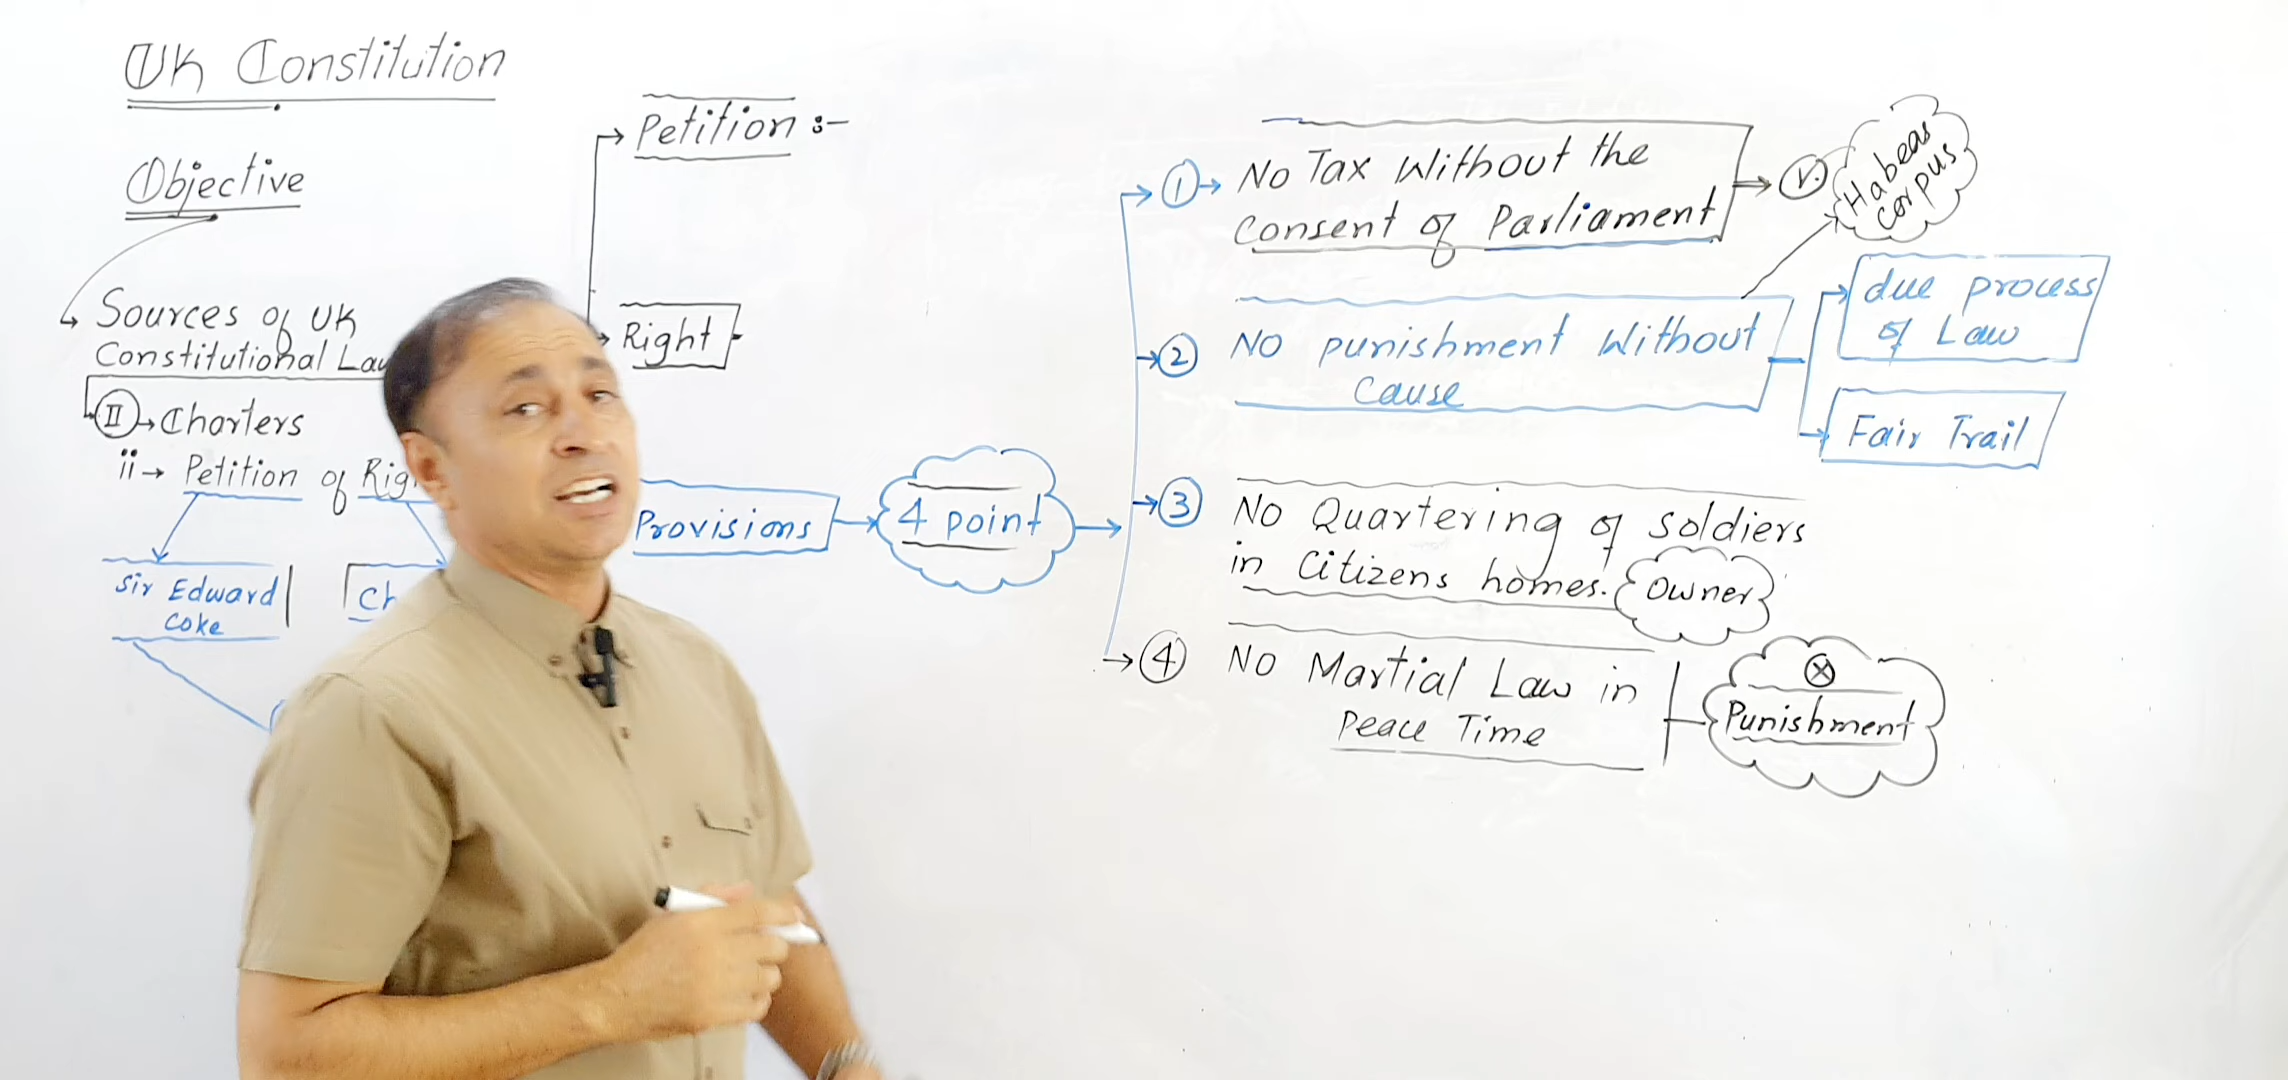 UK Constitution
Objective
Sources of UK
Constitutional Law
II → Charters
ii → Petition of Rig
Sir Edward
Coke
Ch
Petition :-
Right
Provisions
4 point
1 → No Tax Without the
Consent of Parliament
V.
Habeas
Corpus
2 No punishment Without
Cause
due process
of Law
Fair Trail
3 No Quartering of Soldiers
in Citizens homes.
Owner
4 No Martial Law in
Peace Time
Punishment